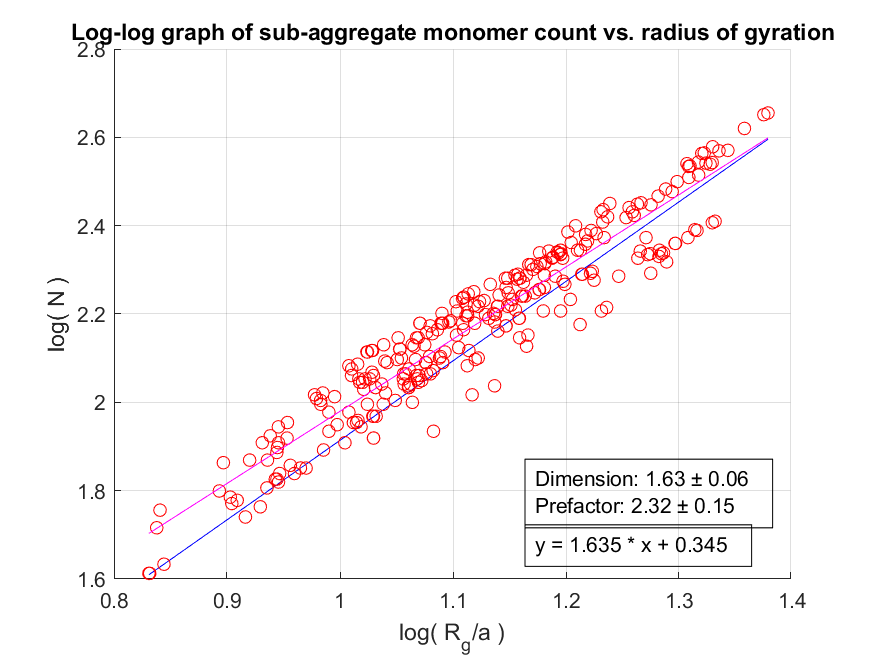 Log-log graph of sub-aggregate monomer count vs. radius of gyration
2.8
2.6
2.4
2.2
2
1.8
1.6
log( N )
Dimension: 1.63 ± 0.06
Prefactor: 2.32 ± 0.15
y = 1.635 * x + 0.345
0.8 0.9 1 1.1 1.2 1.3 1.4
log( R_g/a )